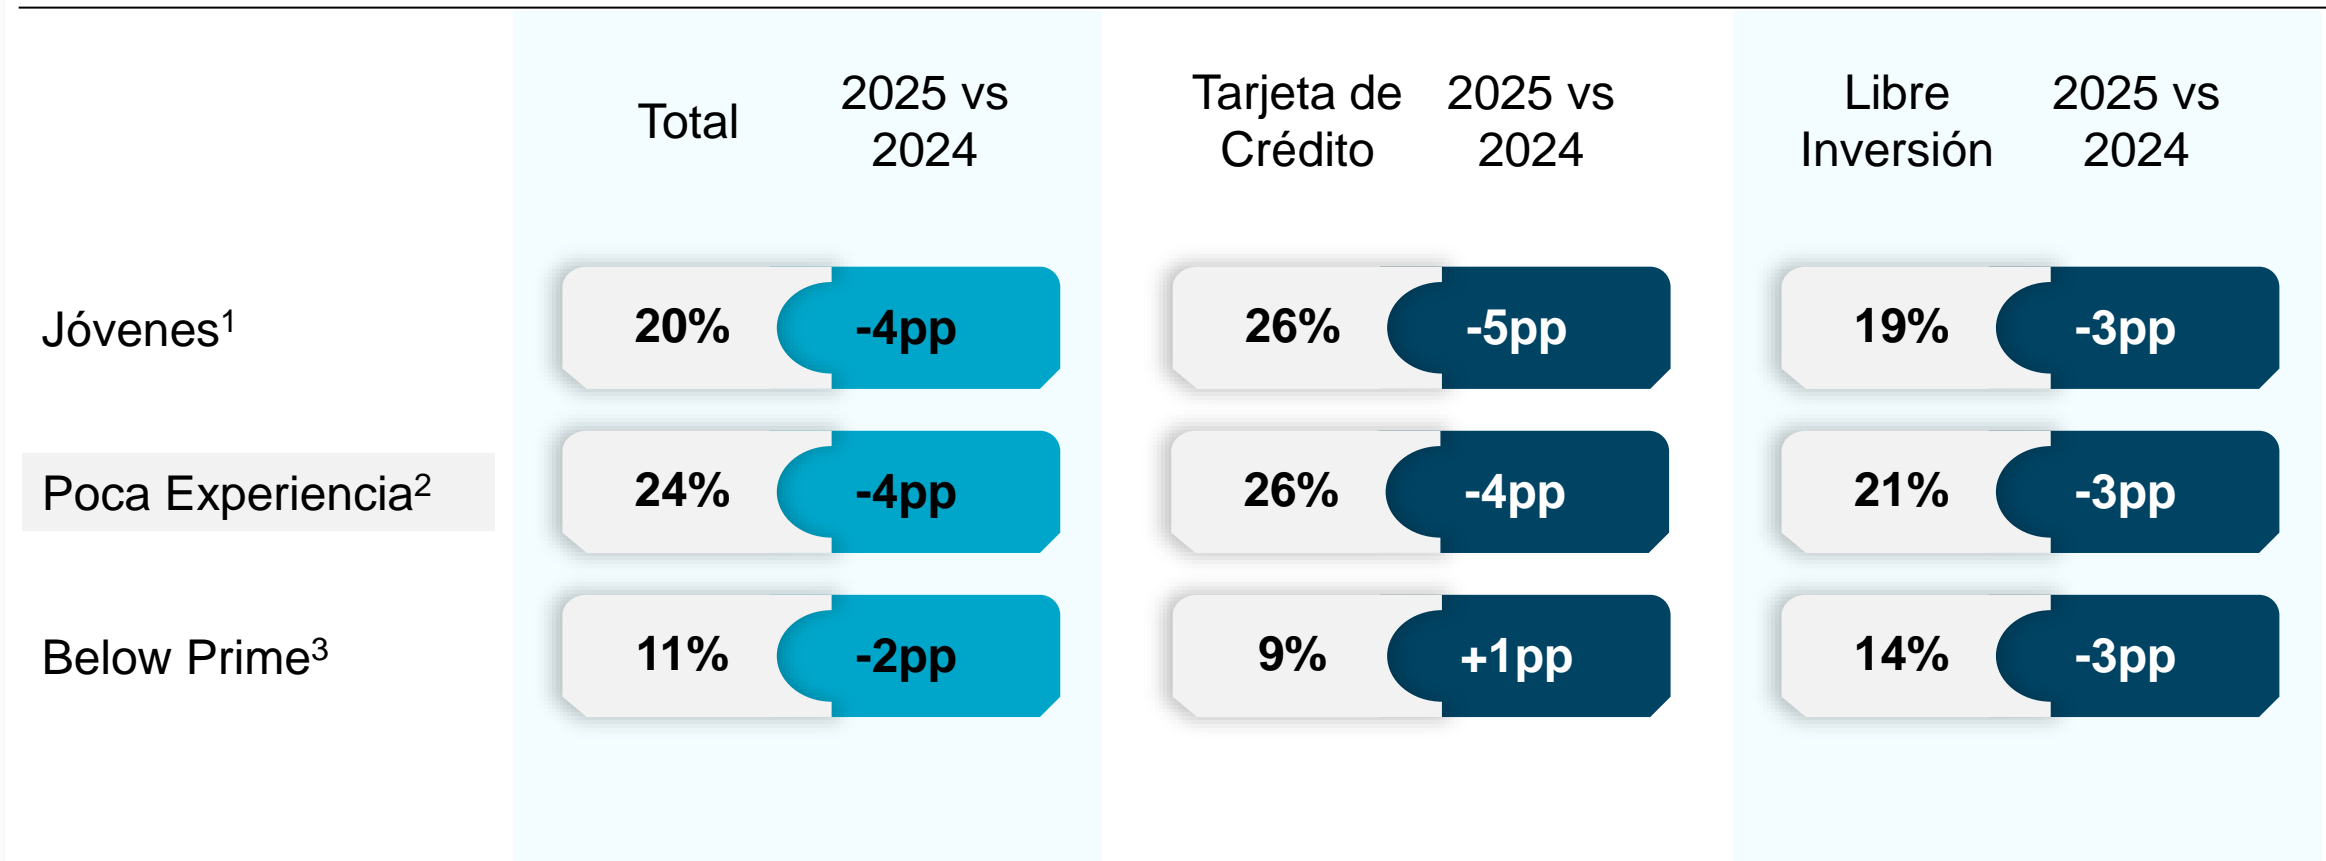 Total
2025 vs
2024
Tarjeta de
Crédito
2025 vs
2024
Libre
Inversión
2025 vs
2024
Jóvenes¹
20%
-4pp
26%
-5pp
19%
-3pp
Poca Experiencia²
24%
-4pp
26%
-4pp
21%
-3pp
Below Prime³
11%
-2pp
9%
+1pp
14%
-3pp